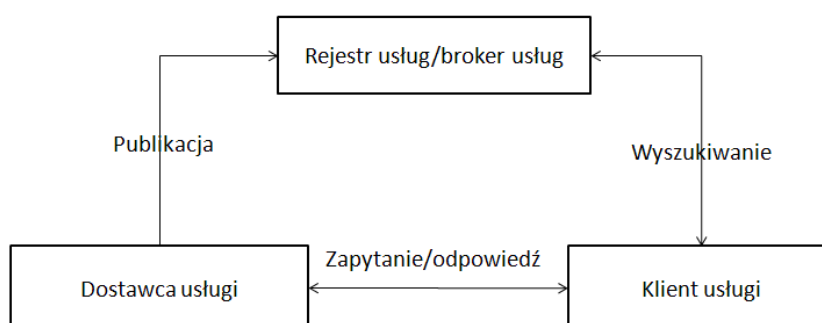 Rejestr usług/broker usług
Publikacja
Wyszukiwanie
Zapytanie/odpowiedź
Dostawca usługi
Klient usługi